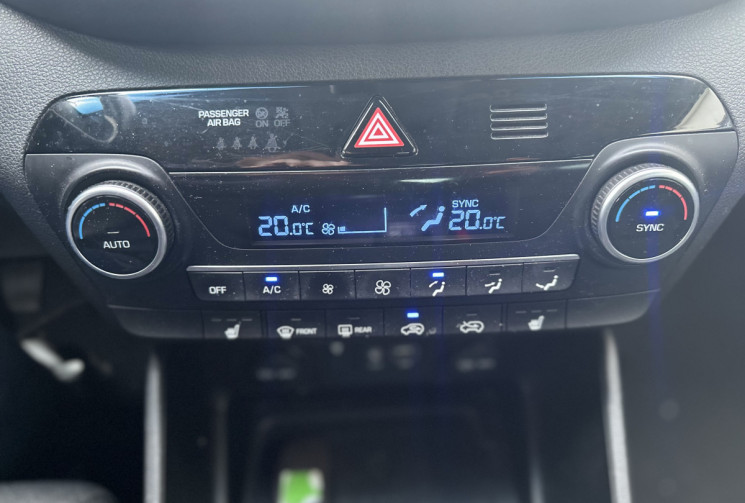 PASSENGER
AIR BAG
ON OFF
A/C
20.0°C
SYNC
20.0°C
AUTO
SYNC
OFF A/C
FRONT REAR